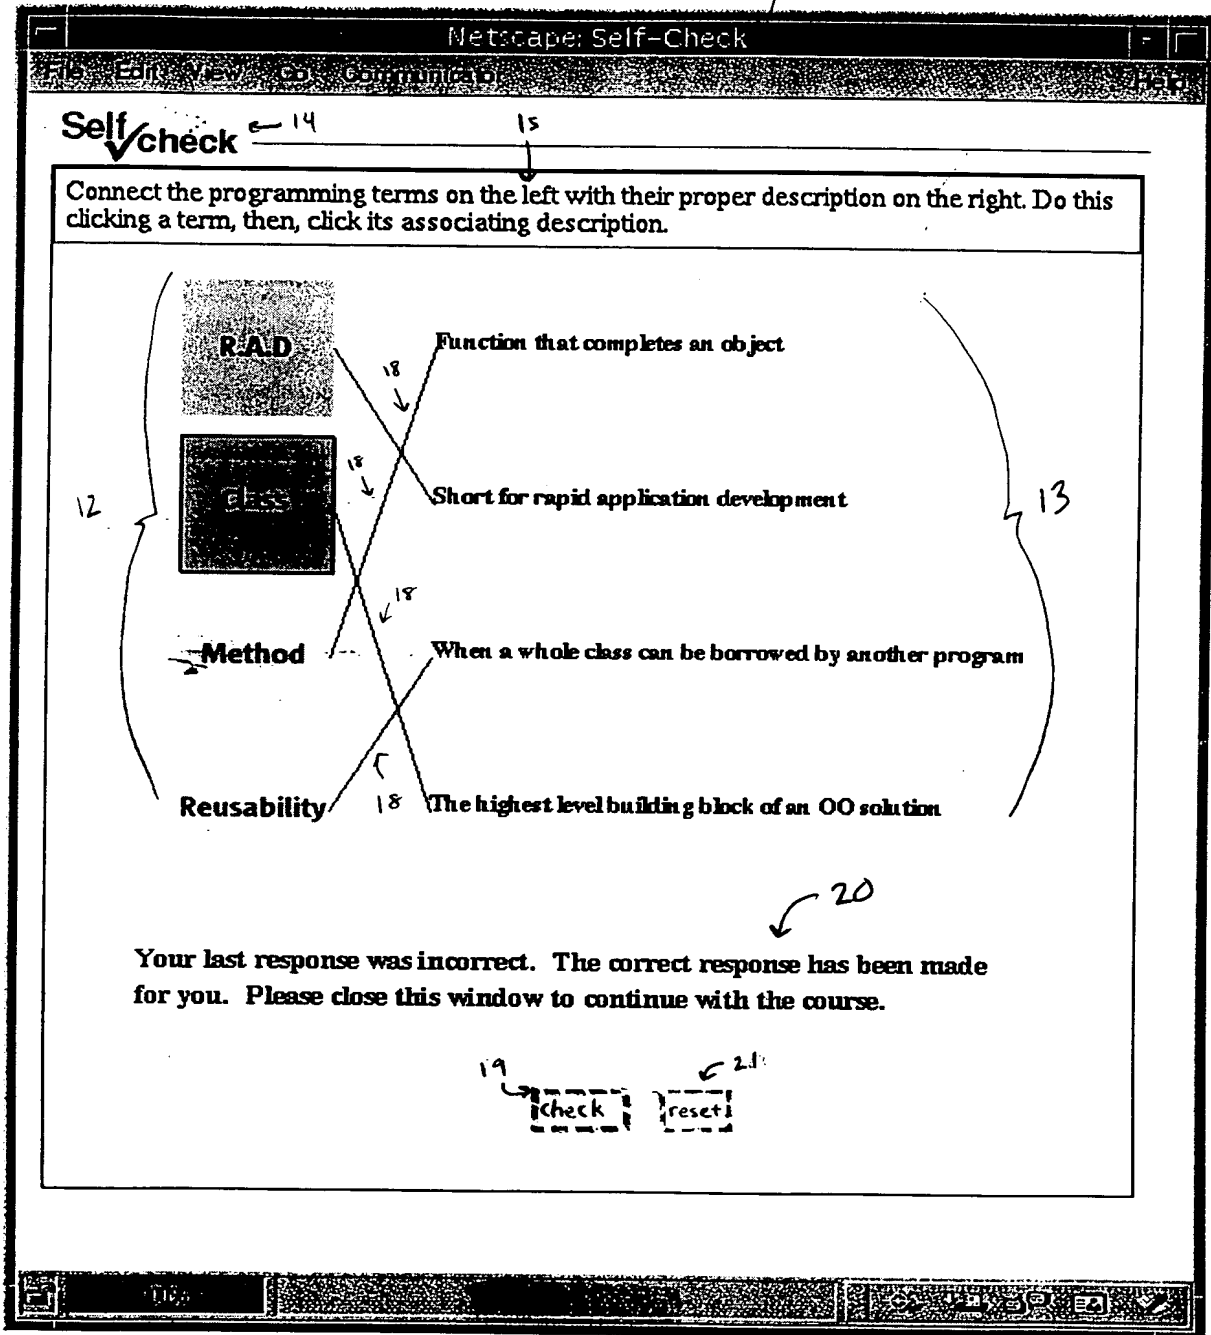 Netscape: Self-Check
File Edit View Go Communicator Help
Self check 14
15
Connect the programming terms on the left with their proper description on the right. Do this
clicking a term, then, click its associating description.
R.A.D Function that completes an object
18
18
Class Short for rapid application development
12 13
18
Method When a whole class can be borrowed by another program
Reusability 18 The highest level building block of an OO solution
20
Your last response was incorrect. The correct response has been made
for you. Please close this window to continue with the course.
19 21
check reset